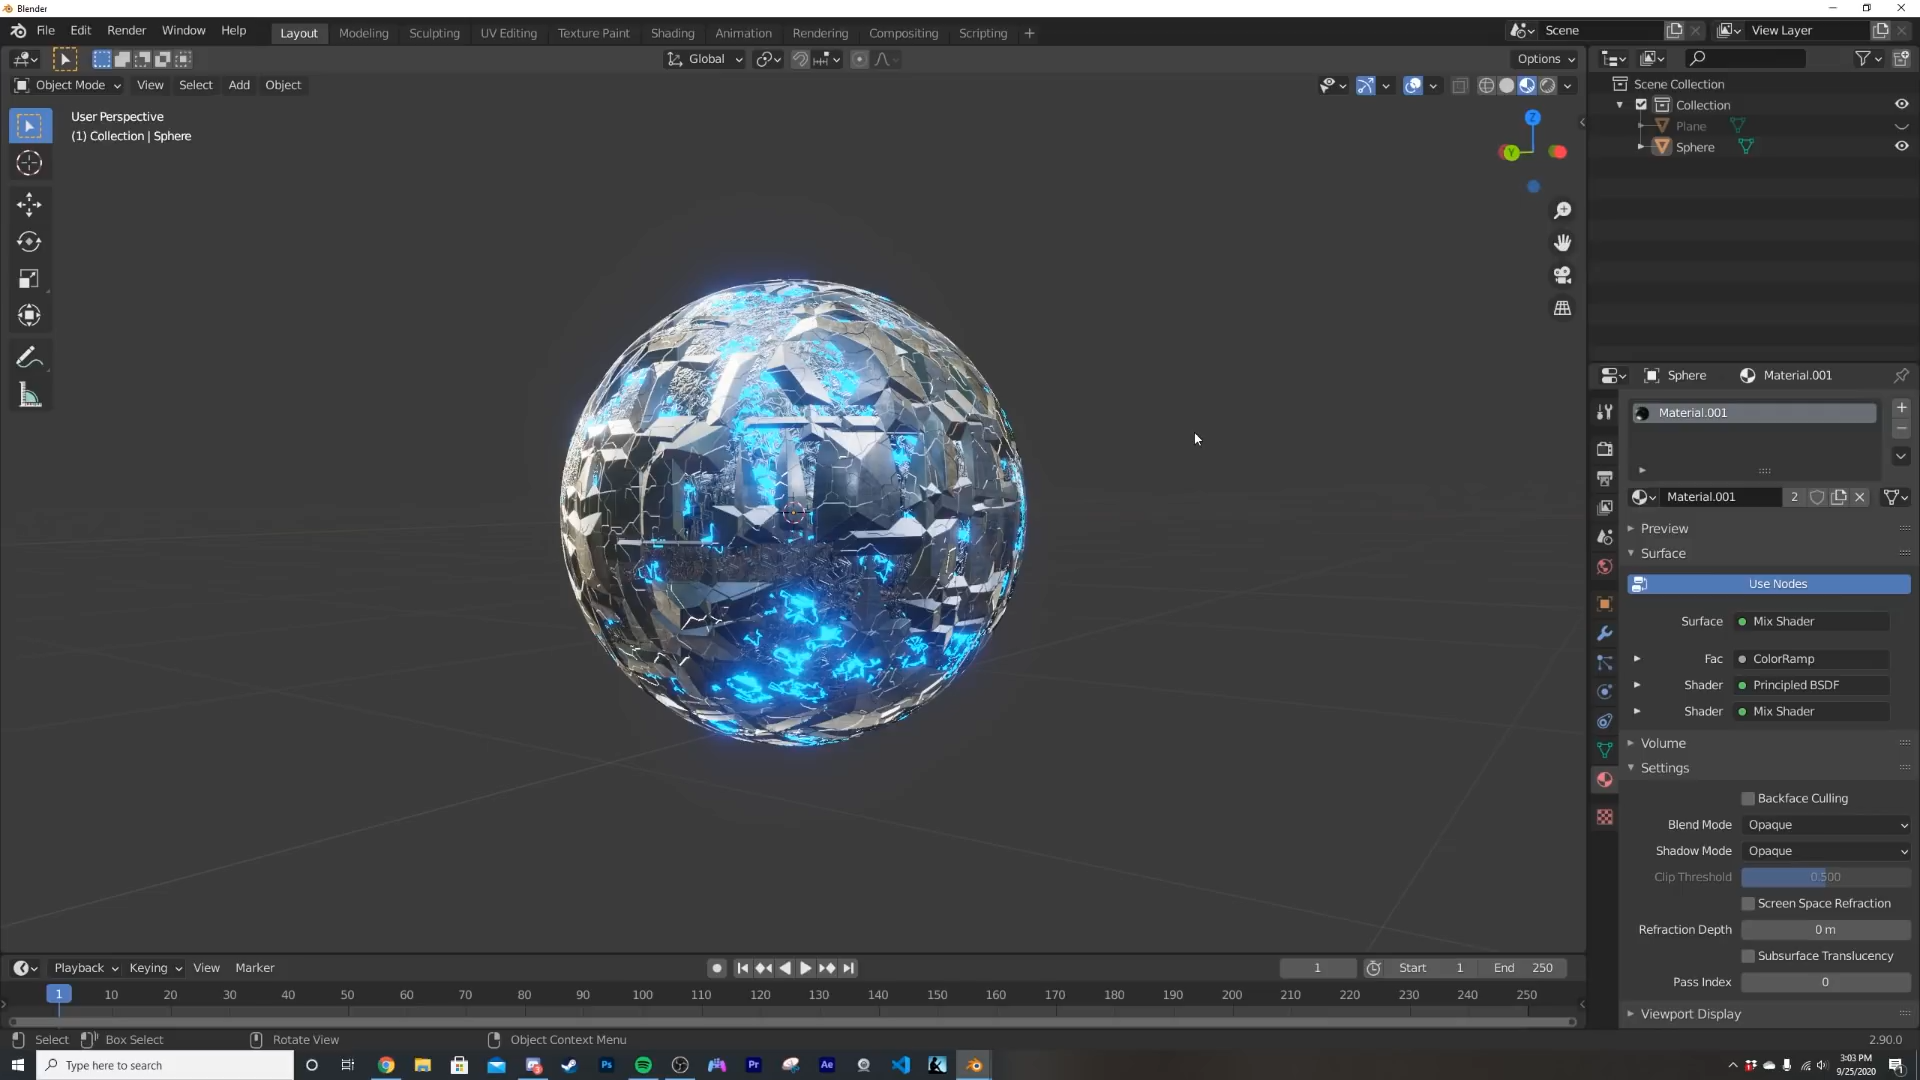 Blender
File Edit Render Window Help Layout Modeling Sculpting UV Editing Texture Paint Shading Animation Rendering Compositing Scripting + Scene View Layer
Global Options
Object Mode View Select Add Object
User Perspective
(1) Collection | Sphere
Z
Y
Scene Collection
Collection
Plane
Sphere
Sphere Material.001
Material.001
Material.001 2
Preview
Surface
Use Nodes
Surface Mix Shader
Fac ColorRamp
Shader Principled BSDF
Shader Mix Shader
Volume
Settings
Backface Culling
Blend Mode Opaque
Shadow Mode Opaque
Clip Threshold 0.500
Screen Space Refraction
Refraction Depth 0 m
Subsurface Translucency
Pass Index 0
Viewport Display
Playback Keying View Marker 1 Start 1 End 250
1 10 20 30 40 50 60 70 80 90 100 110 120 130 140 150 160 170 180 190 200 210 220 230 240 250
Select Box Select Rotate View Object Context Menu 2.90.0
Type here to search Ps Pr Ae 3:03 PM
9/25/2020